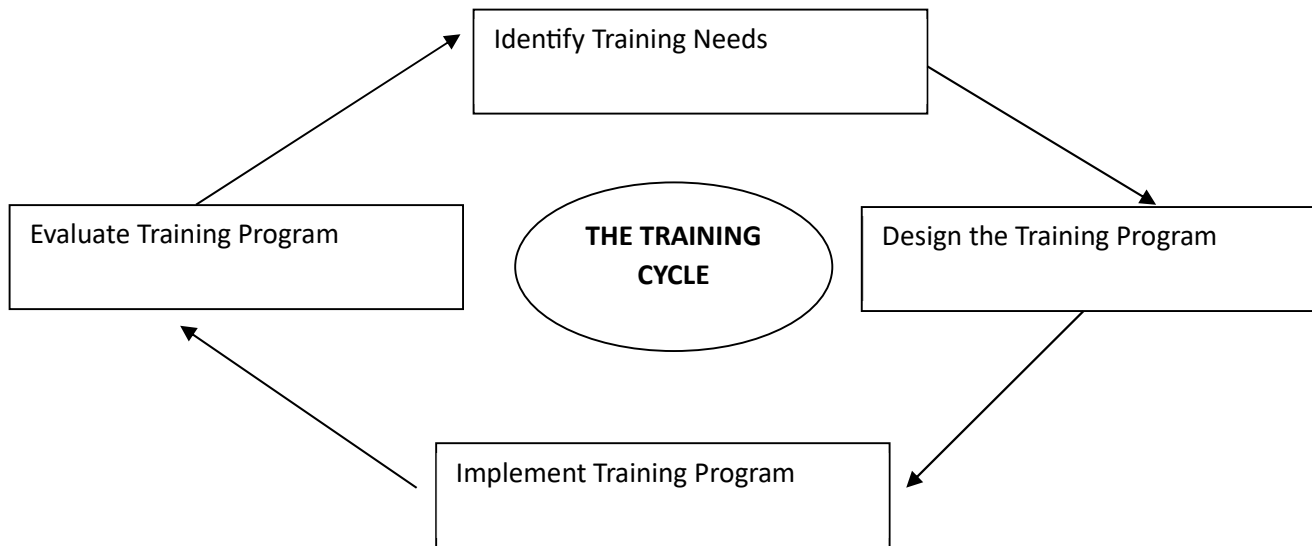 Identify Training Needs
Evaluate Training Program
THE TRAINING
CYCLE
Design the Training Program
Implement Training Program